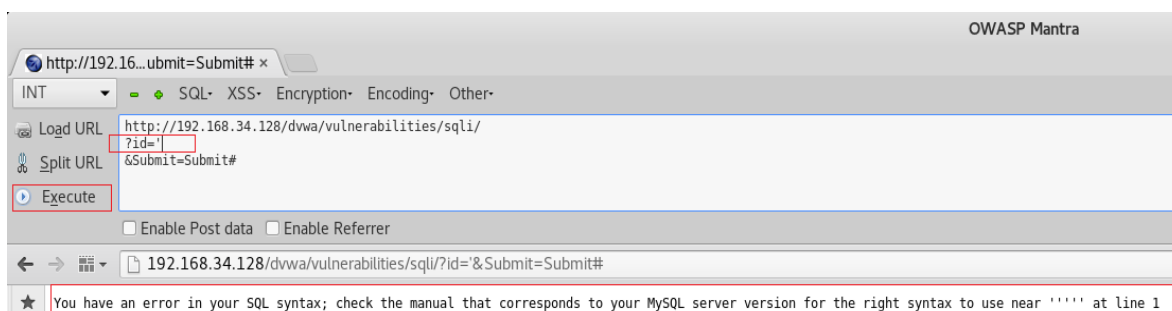 OWASP Mantra
http://192.16...ubmit=Submit# ×
INT SQL- XSS- Encryption- Encoding- Other-
Load URL http://192.168.34.128/dvwa/vulnerabilities/sqli/
?id='
Split URL &Submit=Submit#
Execute
Enable Post data Enable Referrer
192.168.34.128/dvwa/vulnerabilities/sqli/?id='&Submit=Submit#
You have an error in your SQL syntax; check the manual that corresponds to your MySQL server version for the right syntax to use near ''''' at line 1